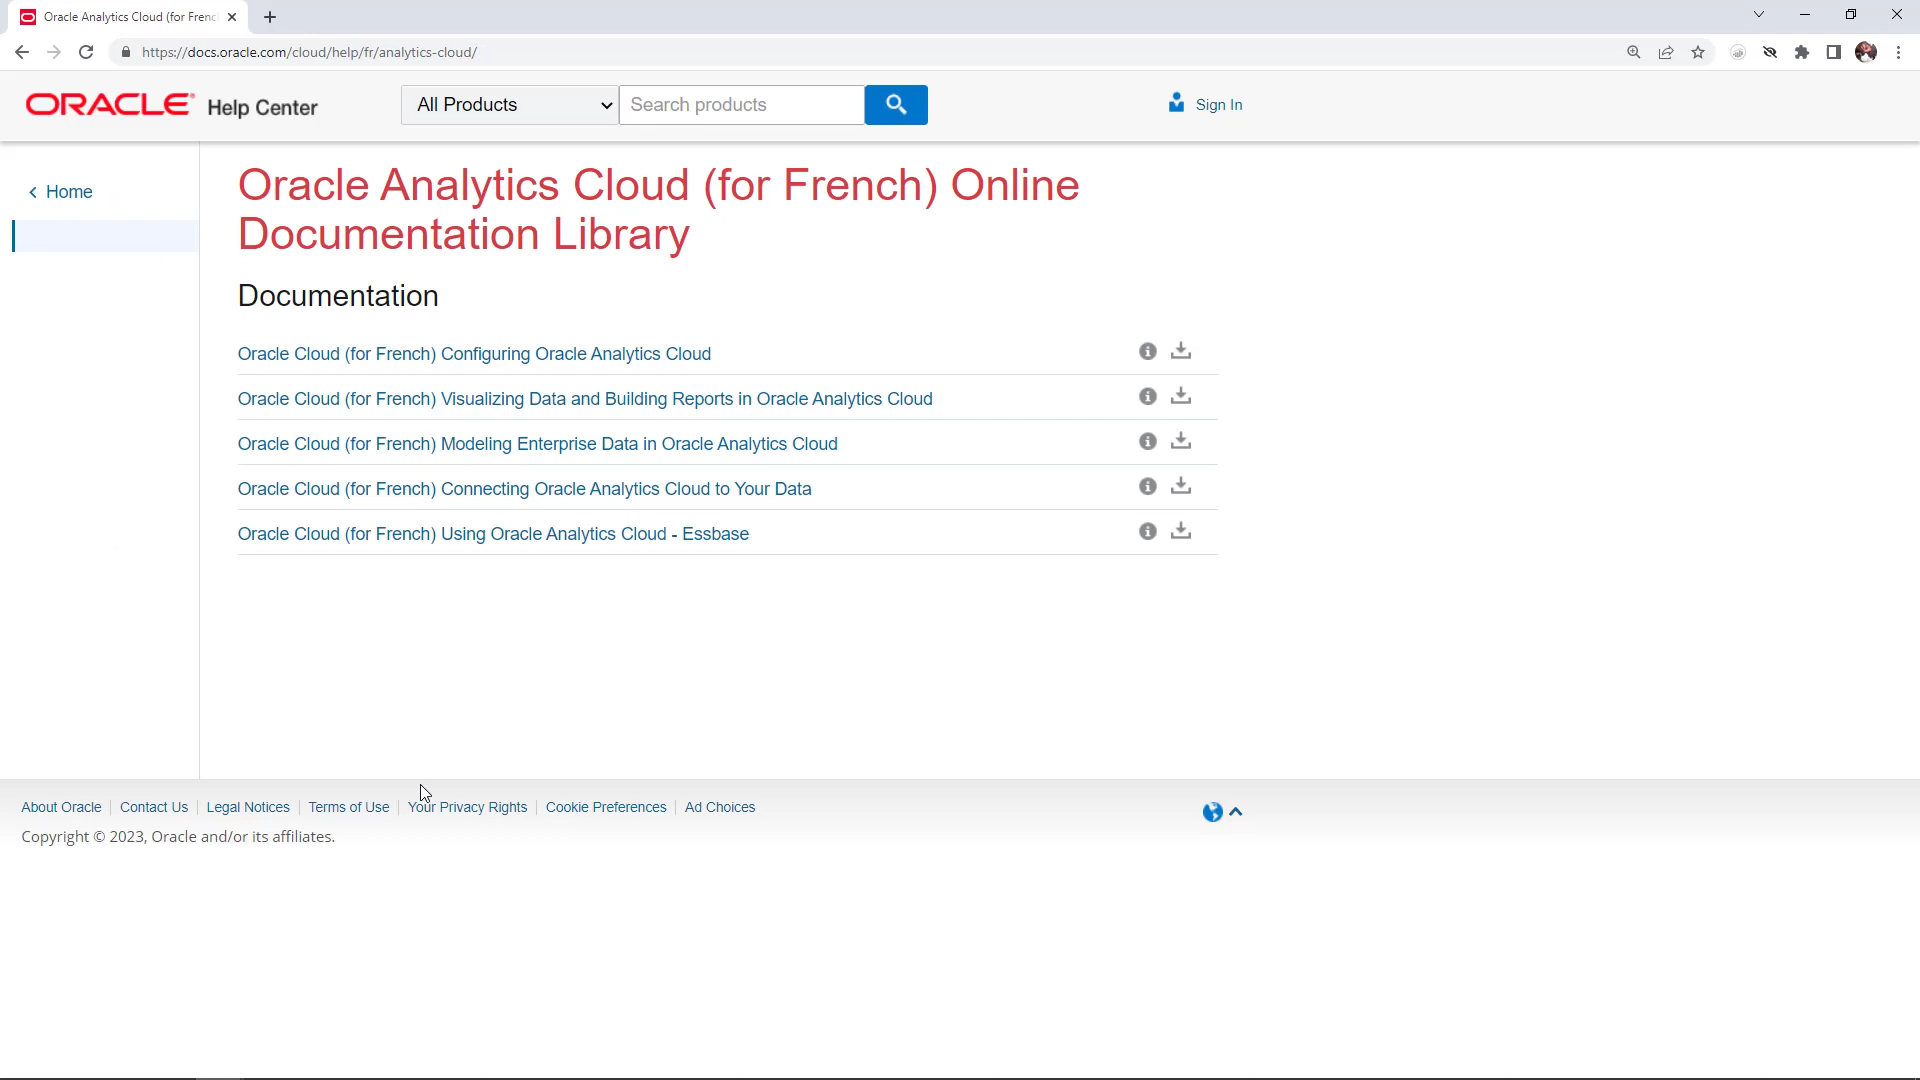 Oracle Analytics Cloud (for Frenc
https://docs.oracle.com/cloud/help/fr/analytics-cloud/
ORACLE® Help Center
All Products
Search products
Sign In
Home
Oracle Analytics Cloud (for French) Online
Documentation Library
Documentation
Oracle Cloud (for French) Configuring Oracle Analytics Cloud
Oracle Cloud (for French) Visualizing Data and Building Reports in Oracle Analytics Cloud
Oracle Cloud (for French) Modeling Enterprise Data in Oracle Analytics Cloud
Oracle Cloud (for French) Connecting Oracle Analytics Cloud to Your Data
Oracle Cloud (for French) Using Oracle Analytics Cloud - Essbase
About Oracle Contact Us Legal Notices Terms of Use Your Privacy Rights Cookie Preferences Ad Choices
Copyright © 2023, Oracle and/or its affiliates.